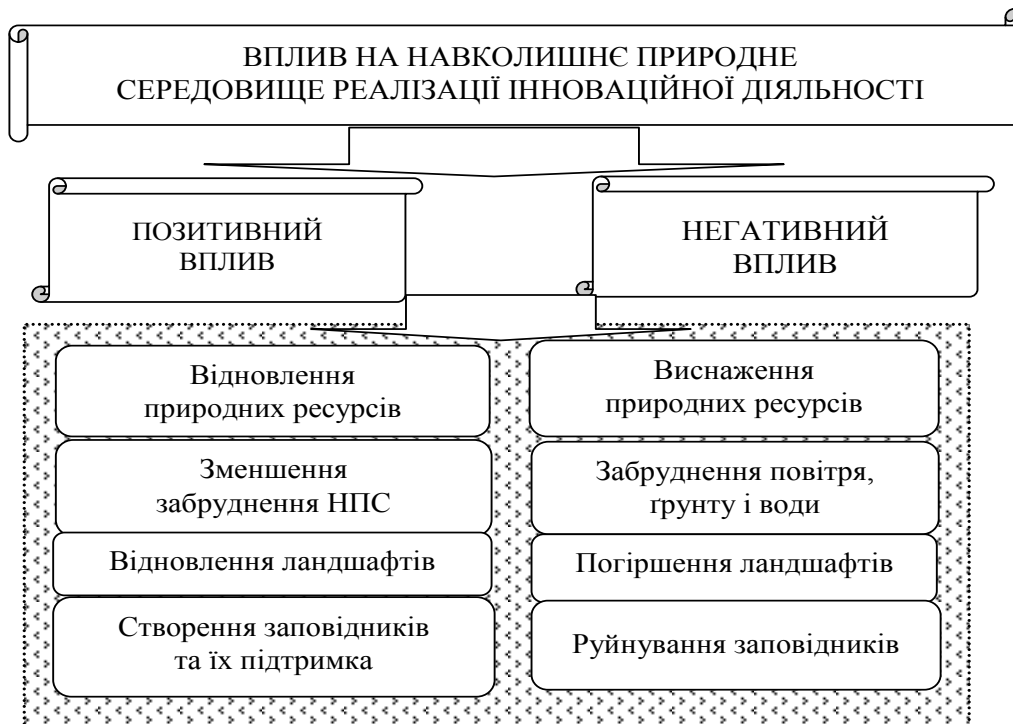 ВПЛИВ НА НАВКОЛИШНЄ ПРИРОДНЕ
СЕРЕДОВИЩЕ РЕАЛІЗАЦІЇ ІННОВАЦІЙНОЇ ДІЯЛЬНОСТІ
ПОЗИТИВНИЙ
ВПЛИВ
НЕГАТИВНИЙ
ВПЛИВ
Відновлення
природних ресурсів
Зменшення
забруднення НПС
Відновлення ландшафтів
Створення заповідників
та їх підтримка
Виснаження
природних ресурсів
Забруднення повітря,
ґрунту і води
Погіршення ландшафтів
Руйнування заповідників